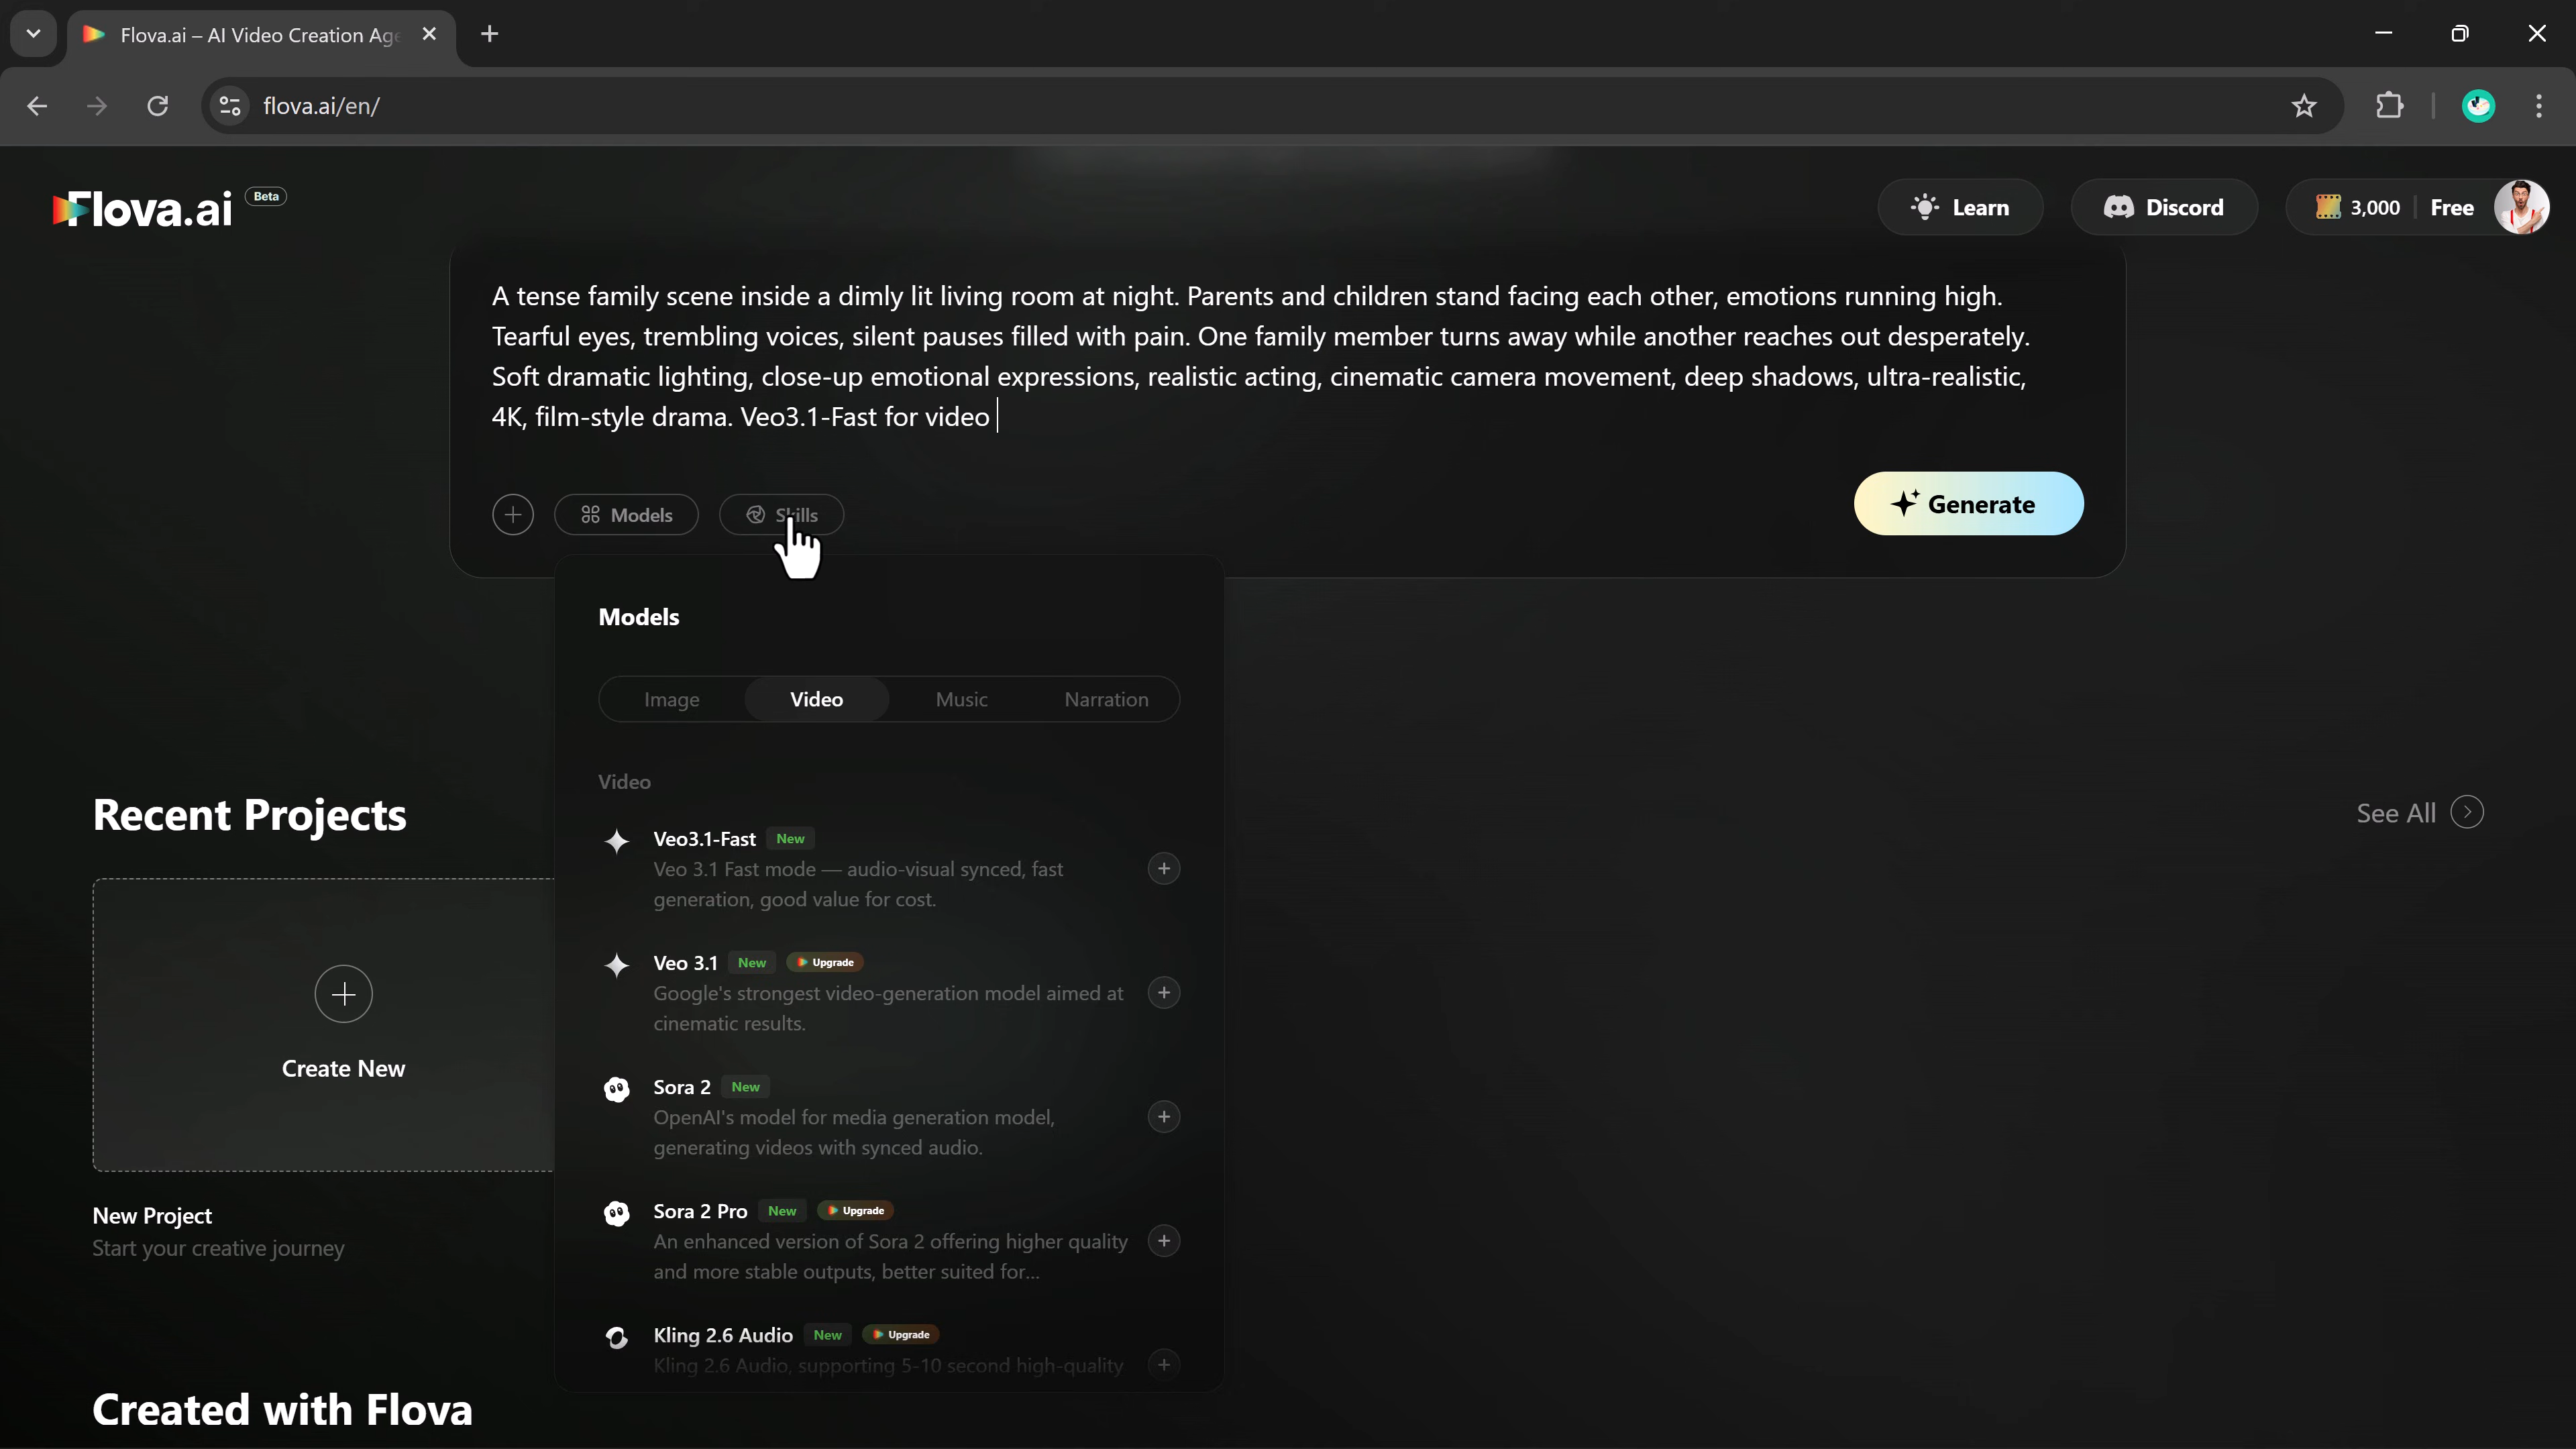 Flova.ai – AI Video Creation Age
flova.ai/en/
Flova.ai Beta
Learn
Discord
3,000 Free
A tense family scene inside a dimly lit living room at night. Parents and children stand facing each other, emotions running high.
Tearful eyes, trembling voices, silent pauses filled with pain. One family member turns away while another reaches out desperately.
Soft dramatic lighting, close-up emotional expressions, realistic acting, cinematic camera movement, deep shadows, ultra-realistic,
4K, film-style drama. Veo3.1-Fast for video
Models
Skills
Generate
Models
Image
Video
Music
Narration
Video
Veo3.1-Fast New
Veo 3.1 Fast mode — audio-visual synced, fast
generation, good value for cost.
Veo 3.1 New Upgrade
Google's strongest video-generation model aimed at
cinematic results.
Sora 2 New
OpenAI's model for media generation model,
generating videos with synced audio.
Sora 2 Pro New Upgrade
An enhanced version of Sora 2 offering higher quality
and more stable outputs, better suited for...
Kling 2.6 Audio New Upgrade
Kling 2.6 Audio, supporting 5-10 second high-quality
Recent Projects
See All
Create New
New Project
Start your creative journey
Created with Flova